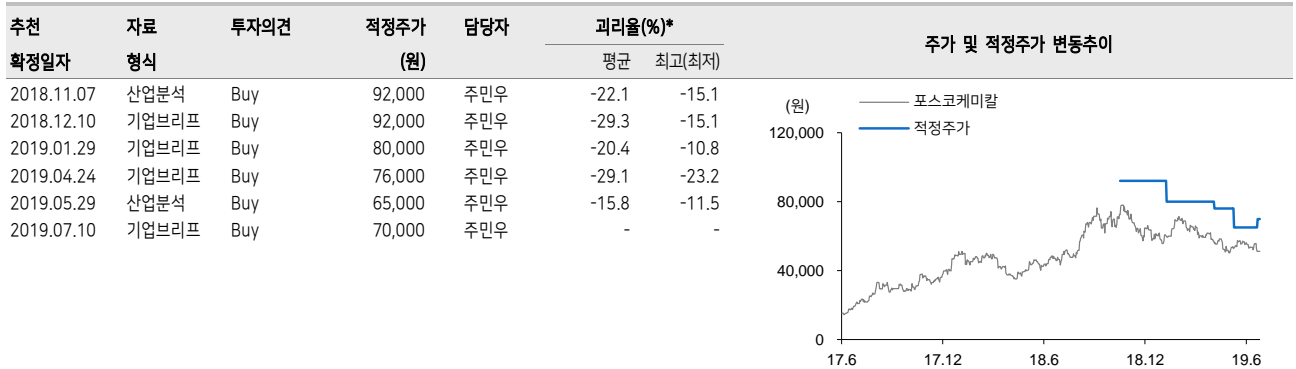 추천 자료 투자의견 적정주가 담당자 괴리율(%)* 주가 및 적정주가 변동추이
확정일자 형식 (원) 평균 최고(최저)
2018.11.07 산업분석 Buy 92,000 주민우 -22.1 -15.1
2018.12.10 기업브리프 Buy 92,000 주민우 -29.3 -15.1
2019.01.29 기업브리프 Buy 80,000 주민우 -20.4 -10.8
2019.04.24 기업브리프 Buy 76,000 주민우 -29.1 -23.2
2019.05.29 산업분석 Buy 65,000 주민우 -15.8 -11.5
2019.07.10 기업브리프 Buy 70,000 주민우 - -
(원) 포스코케미칼
적정주가
120,000
80,000
40,000
0
17.6 17.12 18.6 18.12 19.6